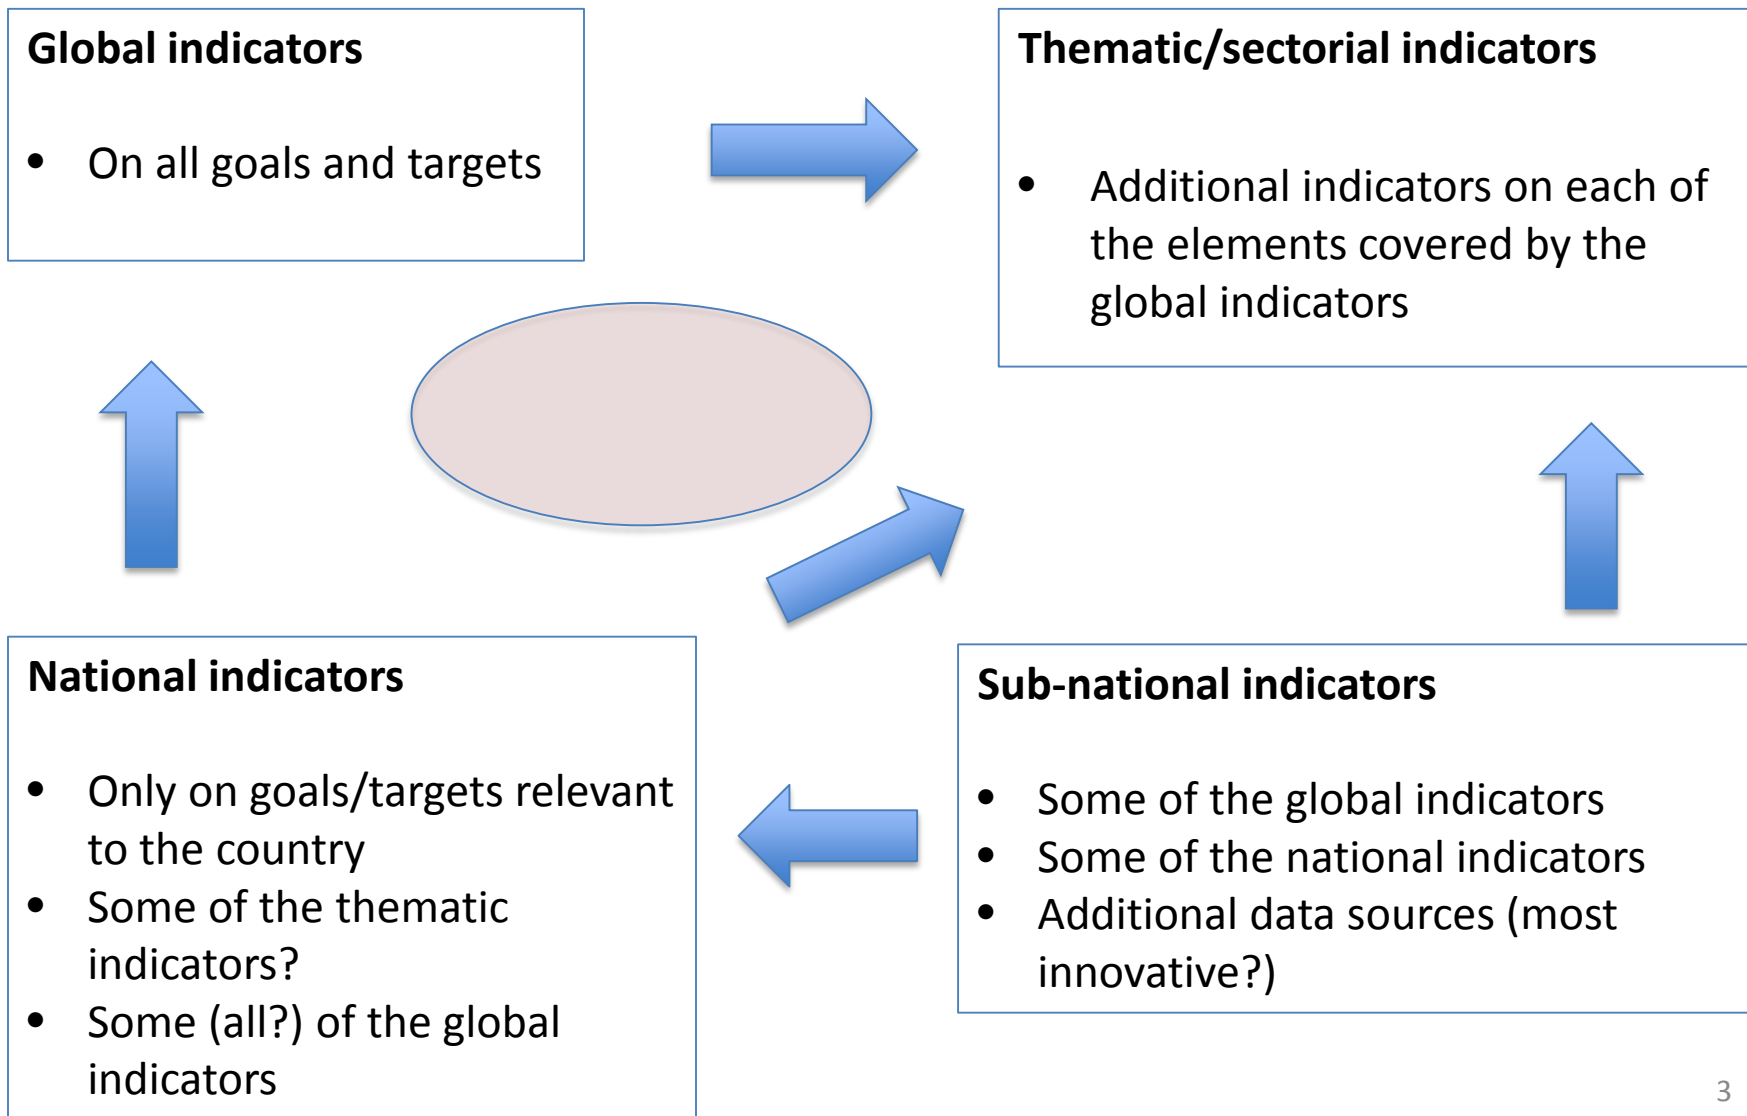 Global indicators
• On all goals and targets
Thematic/sectorial indicators
• Additional indicators on each of
the elements covered by the
global indicators
National indicators
• Only on goals/targets relevant
to the country
• Some of the thematic
indicators?
• Some (all?) of the global
indicators
Sub-national indicators
• Some of the global indicators
• Some of the national indicators
• Additional data sources (most
innovative?)
3